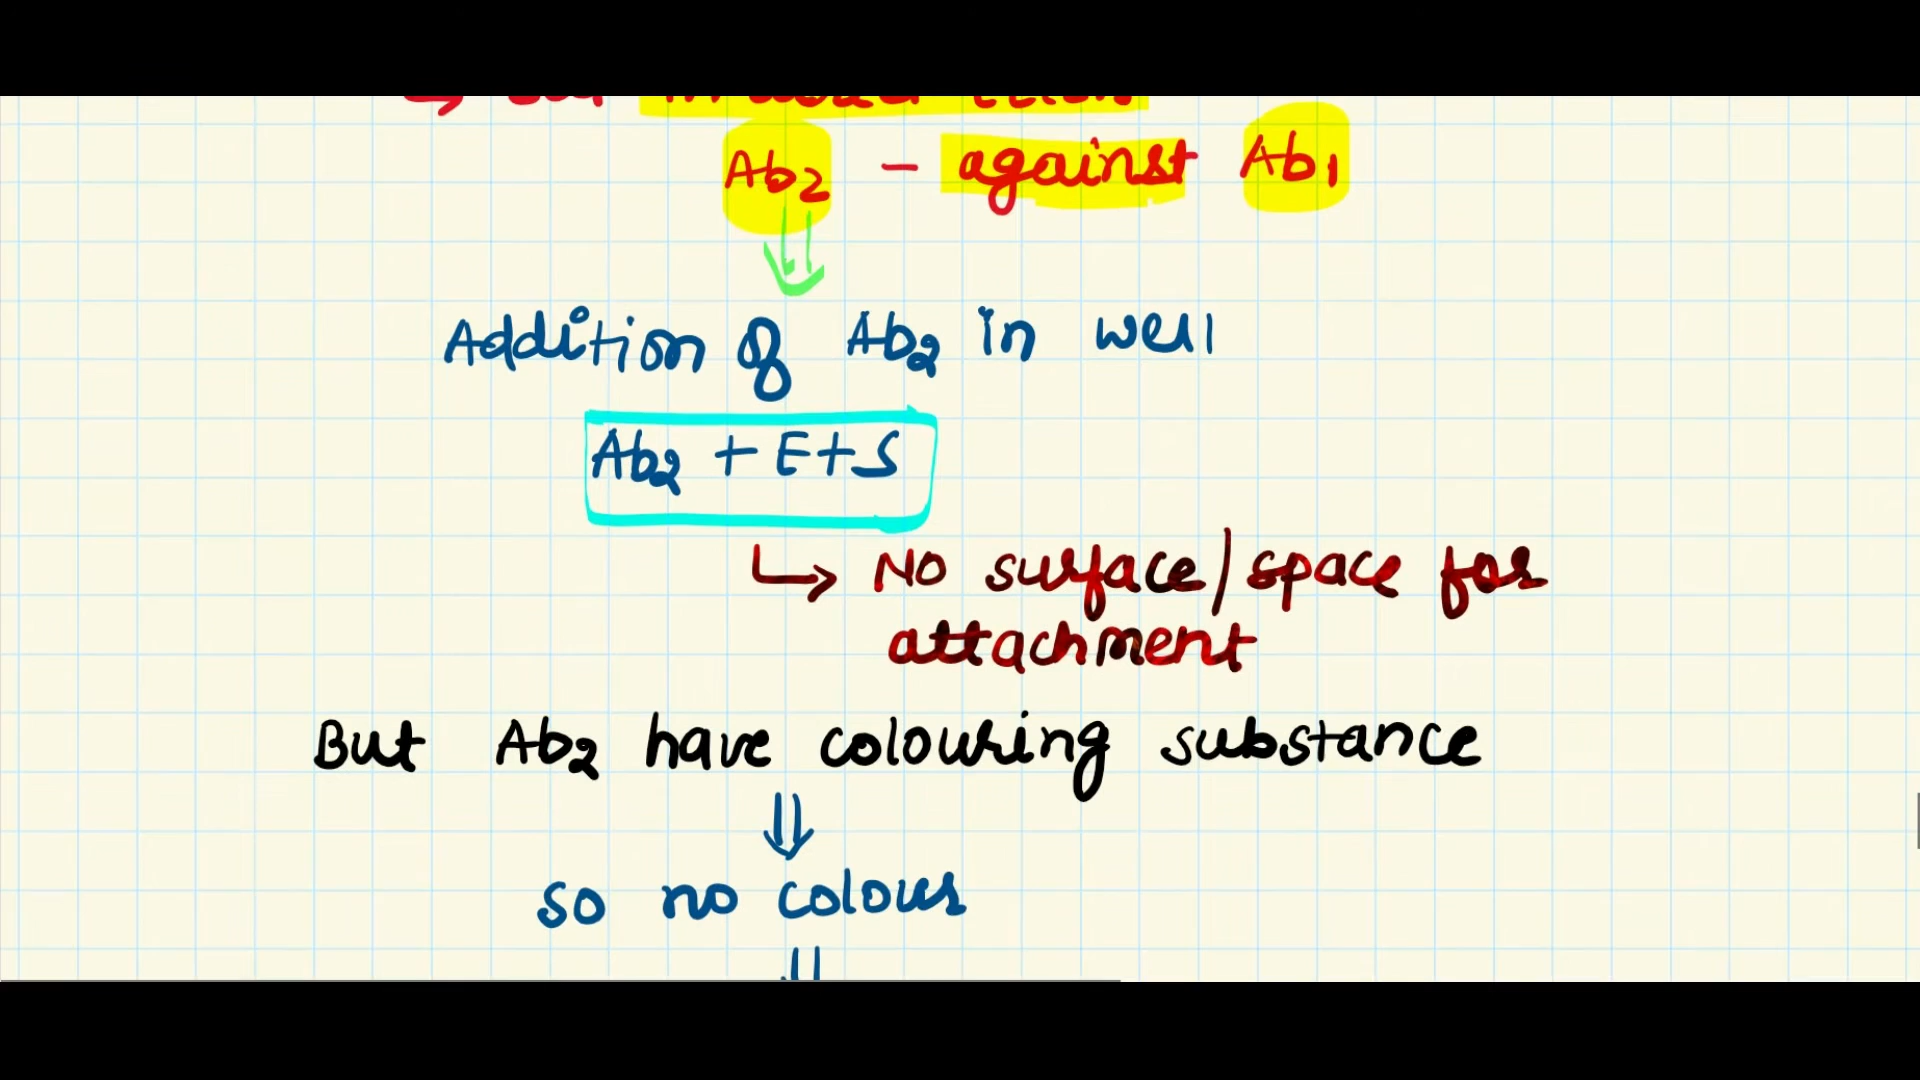 Ab2 - against Ab1
Addition of Ab2 in well
Ab2 + E+S
↳ No surface/space for
attachment
But Ab2 have colouring substance
⇓
so no colour